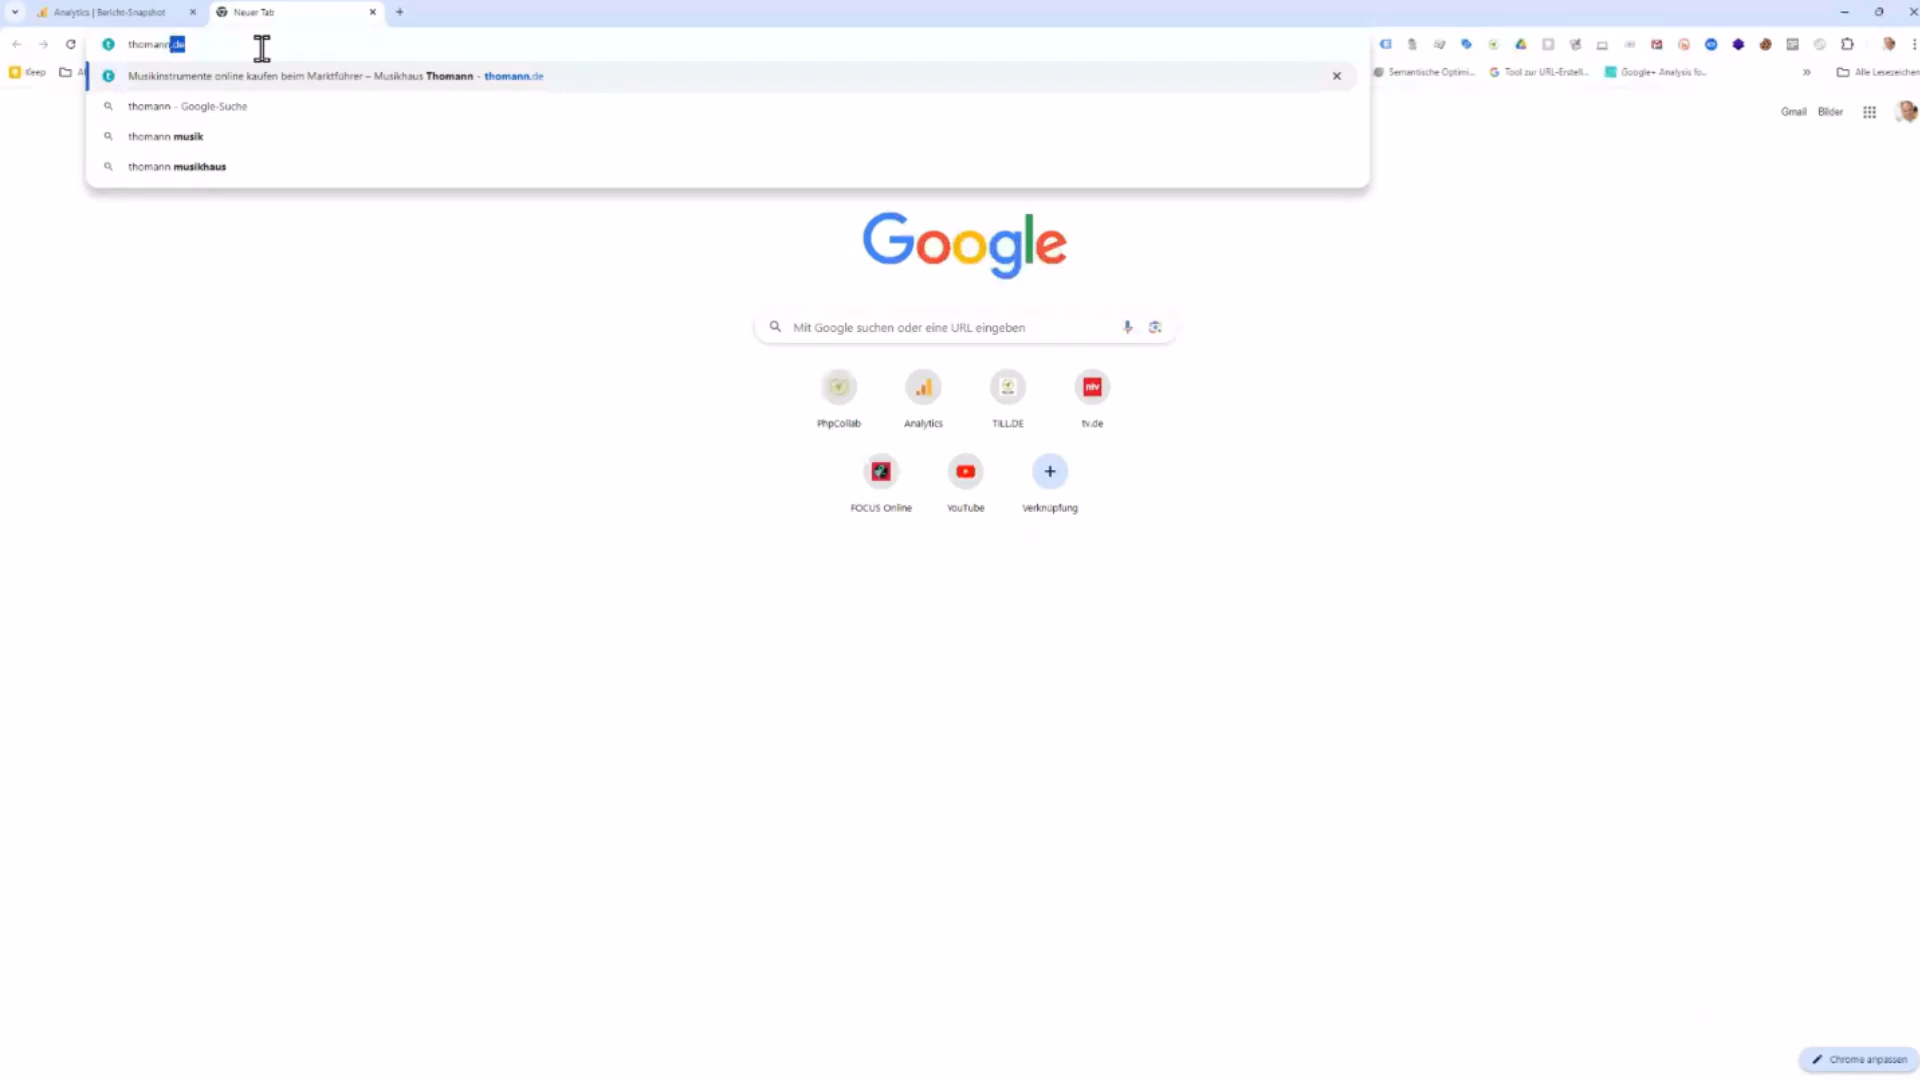 Analytics | Bericht-Snapshot
Neuer Tab
thomann.de
Keep
Musikinstrumente online kaufen beim Marktführer – Musikhaus Thomann - thomann.de
thomann - Google-Suche
thomann musik
thomann musikhaus
Semantische Optimi...
Tool zur URL-Erstell...
Google+ Analysis fo...
Alle Lesezeichen
Gmail
Bilder
Google
Mit Google suchen oder eine URL eingeben
PhpCollab
Analytics
TILL.DE
ntv
tv.de
FOCUS Online
YouTube
Verknüpfung
Chrome anpassen